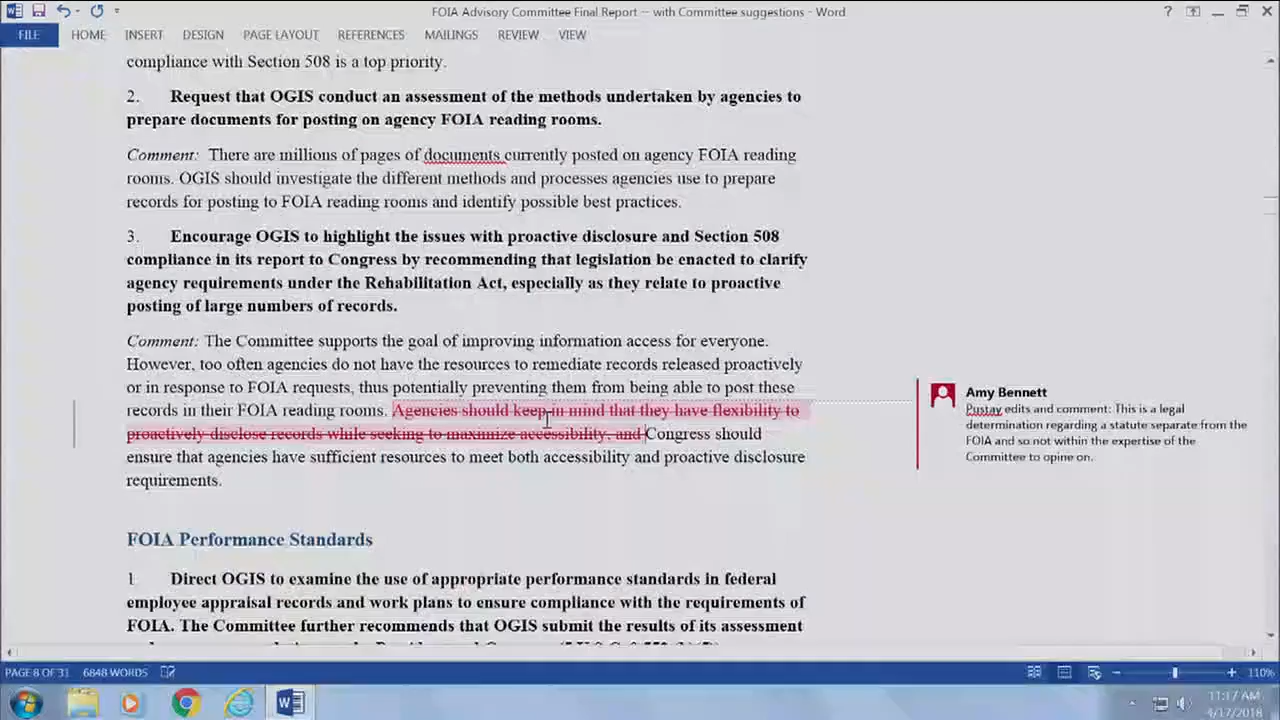 FOIA Advisory Committee Final Report -- with Committee suggestions - Word
FILE HOME INSERT DESIGN PAGE LAYOUT REFERENCES MAILINGS REVIEW VIEW
compliance with Section 508 is a top priority.
2. Request that OGIS conduct an assessment of the methods undertaken by agencies to
prepare documents for posting on agency FOIA reading rooms.
Comment: There are millions of pages of documents currently posted on agency FOIA reading
rooms. OGIS should investigate the different methods and processes agencies use to prepare
records for posting to FOIA reading rooms and identify possible best practices.
3. Encourage OGIS to highlight the issues with proactive disclosure and Section 508
compliance in its report to Congress by recommending that legislation be enacted to clarify
agency requirements under the Rehabilitation Act, especially as they relate to proactive
posting of large numbers of records.
Comment: The Committee supports the goal of improving information access for everyone.
However, too often agencies do not have the resources to remediate records released proactively
or in response to FOIA requests, thus potentially preventing them from being able to post these
records in their FOIA reading rooms. Agencies should keep in mind that they have flexibility to
proactively disclose records while seeking to maximize accessibility, and Congress should
ensure that agencies have sufficient resources to meet both accessibility and proactive disclosure
requirements.
Amy Bennett
Pustay edits and comment: This is a legal
determination regarding a statute separate from the
FOIA and so not within the expertise of the
Committee to opine on.
FOIA Performance Standards
1 Direct OGIS to examine the use of appropriate performance standards in federal
employee appraisal records and work plans to ensure compliance with the requirements of
FOIA. The Committee further recommends that OGIS submit the results of its assessment
PAGE 8 OF 31 6848 WORDS 110%
11:17 AM
4/17/2018